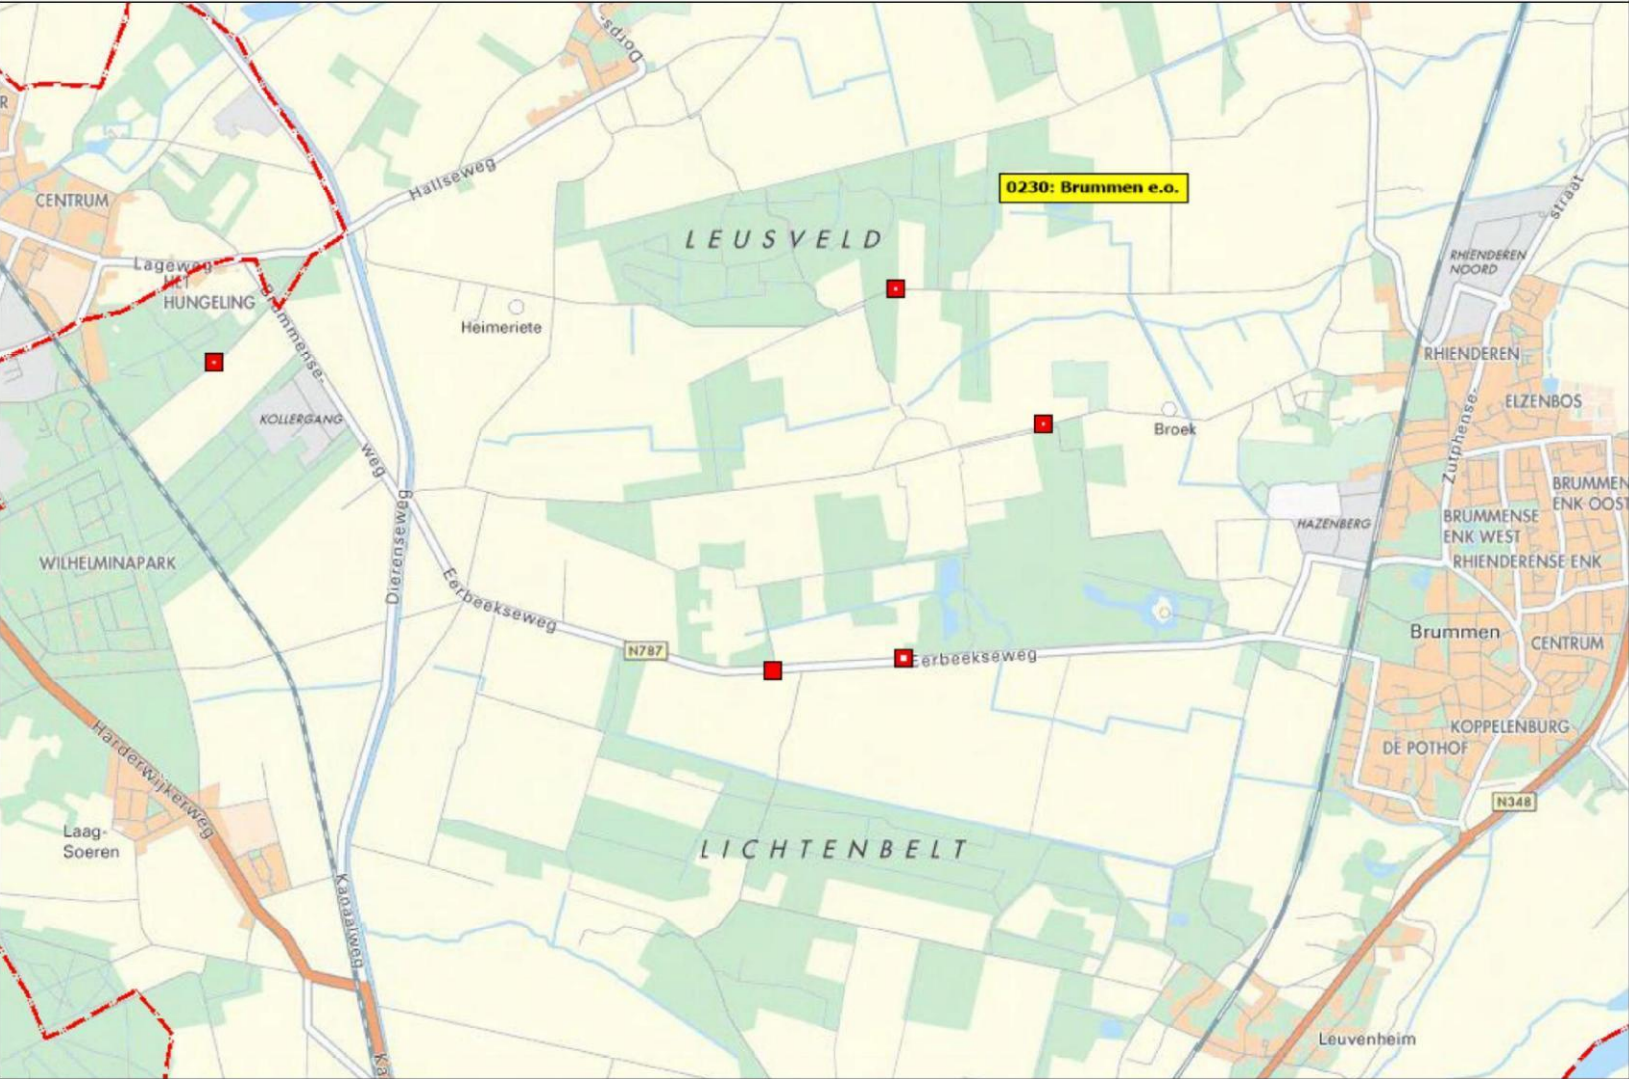 Dorps-
R
CENTRUM
Hallseweg
0230: Brummen e.o.
straat
LEUSVELD
Lageweg
HET
HUNGELING
RHIENDEREN
NOORD
Brummense-
weg
Heimeriete
RHIENDEREN
KOLLERGANG
ELZENBOS
Broek
Zutphense-
BRUMMEN
ENK OOST
Dierenseweg
HAZENBERG
BRUMMENSE
ENK WEST
WILHELMINAPARK
RHIENDERENSE ENK
Eerbeekseweg
N787
Eerbeekseweg
Brummen
CENTRUM
Harderwijkerweg
KOPPELENBURG
DE POTHOF
N348
Laag-
Soeren
LICHTENBELT
Kanaalweg
Leuvenheim
Ka